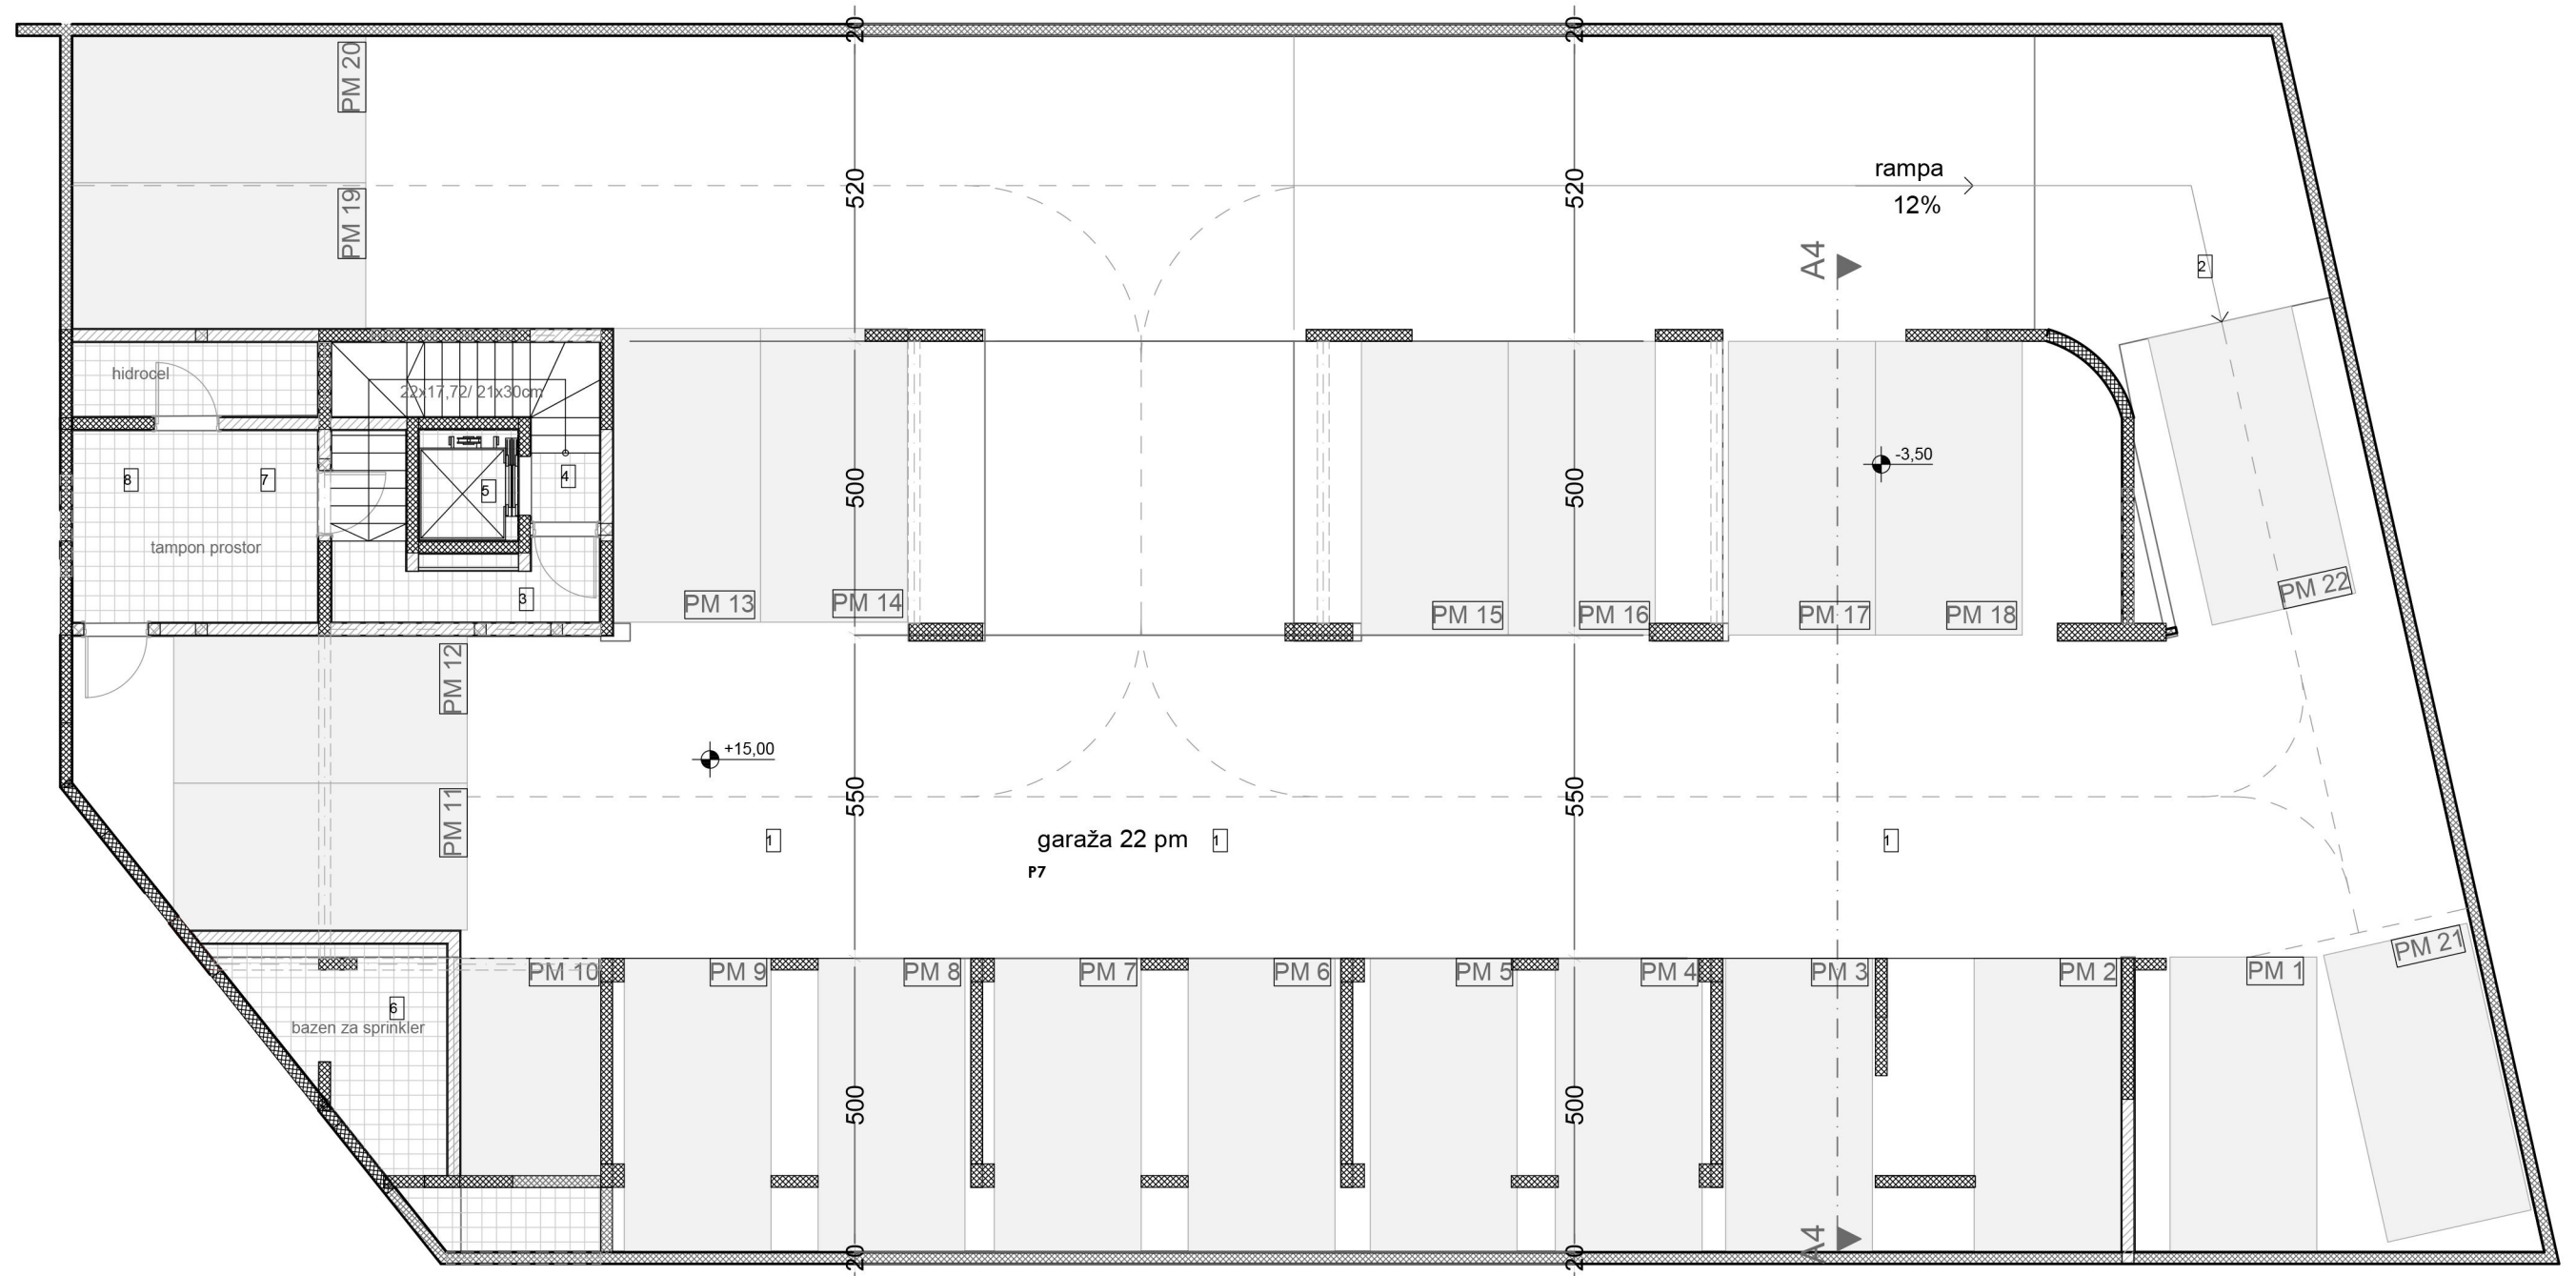 20
20
PM 20
PM 19
520
520
rampa
12%
A4
2
hidrocel
22x17,72/ 21x30cm
8
7
5
4
500
500
-3,50
tampon prostor
3
PM 13
PM 14
PM 15
PM 16
PM 17
PM 18
PM 22
PM 12
+15,00
PM 11
550
550
1
garaža 22 pm
1
1
P7
PM 10
PM 9
PM 8
PM 7
PM 6
PM 5
PM 4
PM 3
PM 2
PM 1
PM 21
6
bazen za sprinkler
500
500
A4
20
20